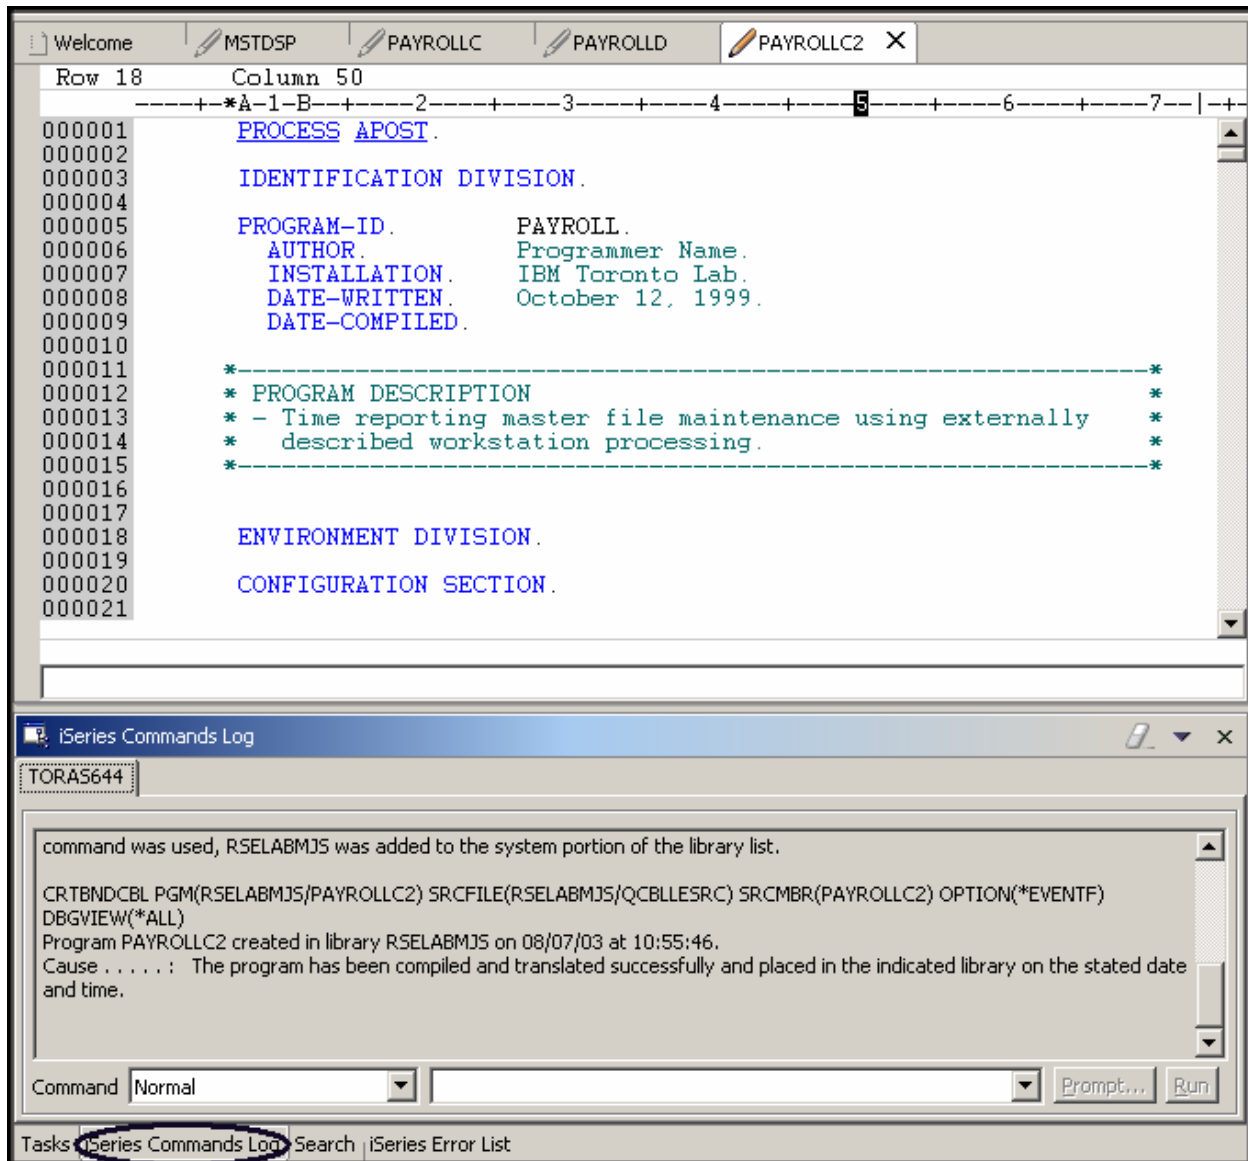 Welcome MSTDSP PAYROLLC PAYROLLD PAYROLLC2
Row 18 Column 50
----+-*A-1-B--+----2----+----3----+----4----+----5----+----6----+----7--|-+-
000001 PROCESS APOST.
000002
000003 IDENTIFICATION DIVISION.
000004
000005 PROGRAM-ID. PAYROLL.
000006 AUTHOR. Programmer Name.
000007 INSTALLATION. IBM Toronto Lab.
000008 DATE-WRITTEN. October 12, 1999.
000009 DATE-COMPILED.
000010
000011 *---------------------------------------------------------------*
000012 * PROGRAM DESCRIPTION *
000013 * - Time reporting master file maintenance using externally *
000014 * described workstation processing. *
000015 *---------------------------------------------------------------*
000016
000017
000018 ENVIRONMENT DIVISION.
000019
000020 CONFIGURATION SECTION.
000021
iSeries Commands Log
TORAS644
command was used, RSELABMJS was added to the system portion of the library list.
CRTBNDCBL PGM(RSELABMJS/PAYROLLC2) SRCFILE(RSELABMJS/QCBLLESRC) SRCMBR(PAYROLLC2) OPTION(*EVENTF)
DBGVIEW(*ALL)
Program PAYROLLC2 created in library RSELABMJS on 08/07/03 at 10:55:46.
Cause . . . . . : The program has been compiled and translated successfully and placed in the indicated library on the stated date
and time.
Command Normal Prompt... Run
Tasks iSeries Commands Log Search iSeries Error List